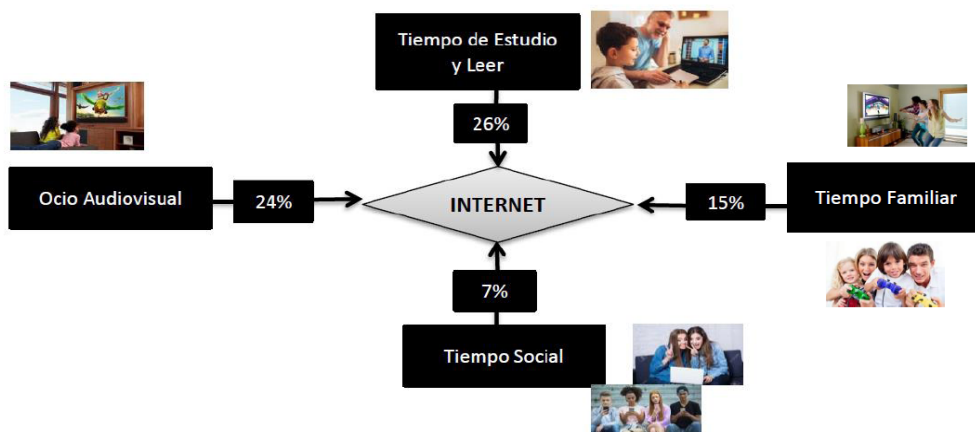 Tiempo de Estudio
y Leer
26%
Ocio Audiovisual
24%
INTERNET
15%
Tiempo Familiar
7%
Tiempo Social